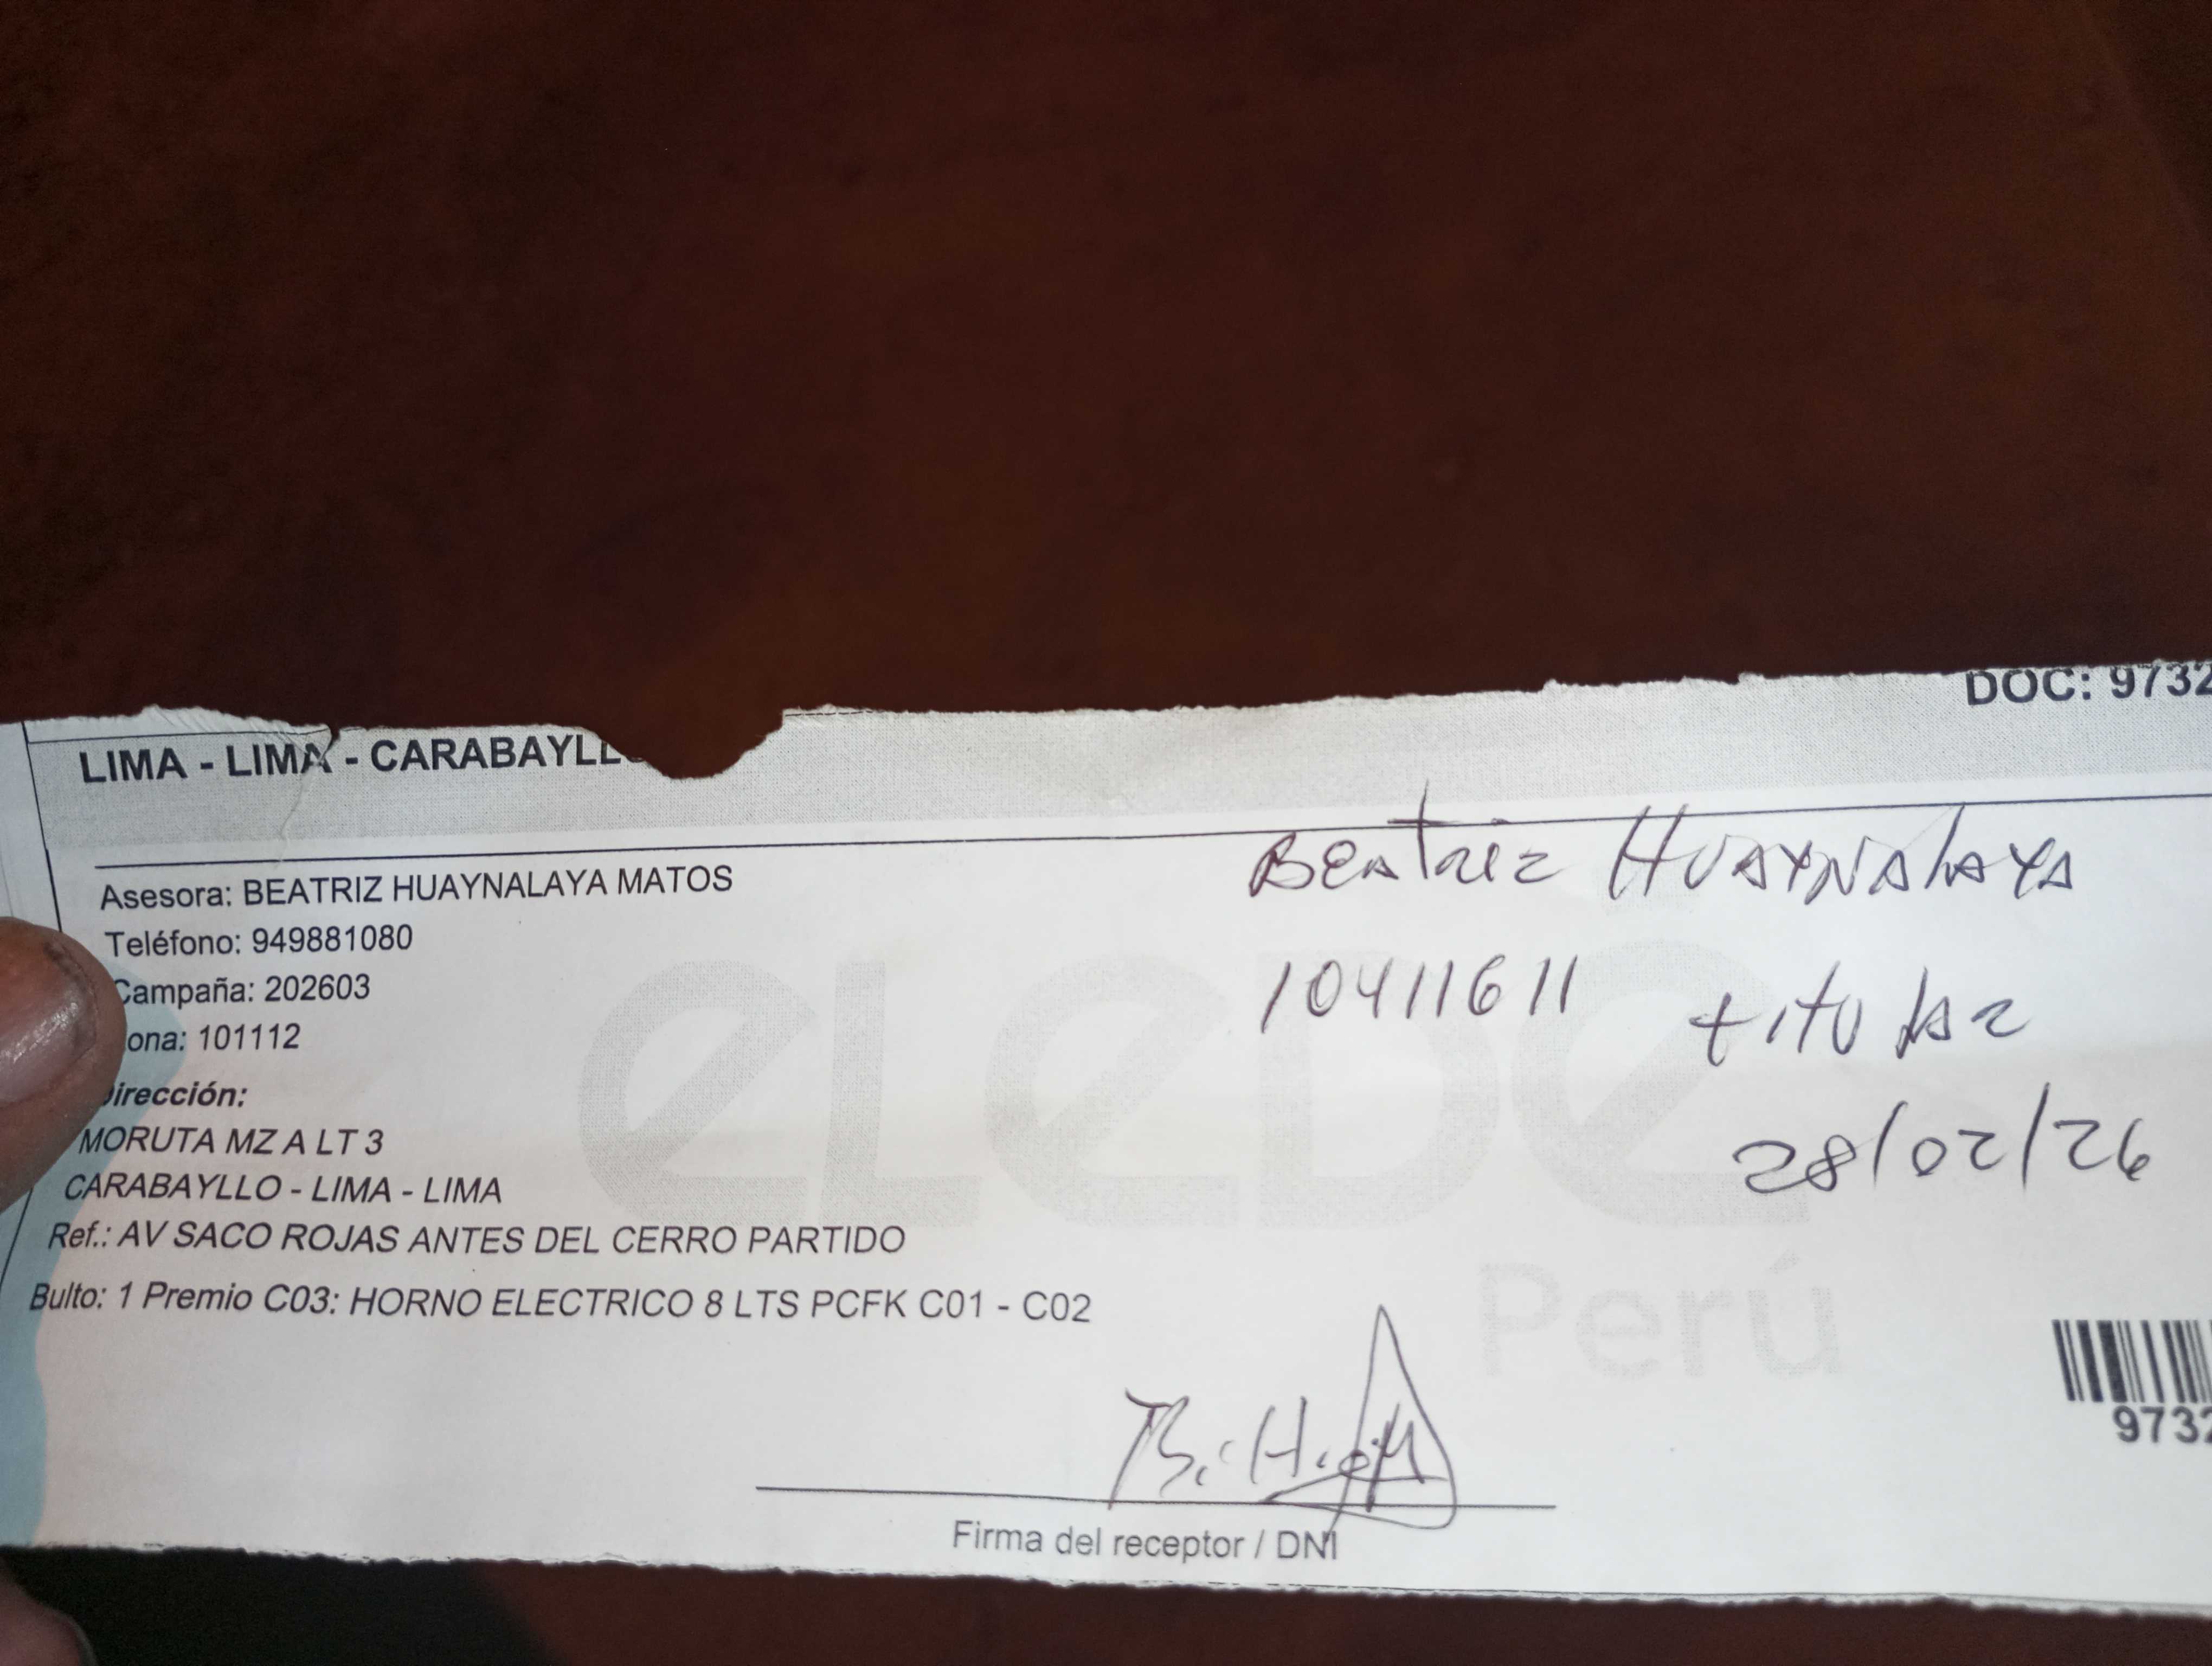 DOC: 9732
LIMA - LIMA - CARABAYLL
Asesora: BEATRIZ HUAYNALAYA MATOS
Teléfono: 949881080
Campaña: 202603
ona: 101112
irección:
MORUTA MZ A LT 3
CARABAYLLO - LIMA - LIMA
Ref.: AV SACO ROJAS ANTES DEL CERRO PARTIDO
Bulto: 1 Premio C03: HORNO ELECTRICO 8 LTS PCFK C01 - C02
Beatriz HUAYNALAYA
10411611 titular
28/02/26
eLeDe
Perú
9732
Firma del receptor / DNI